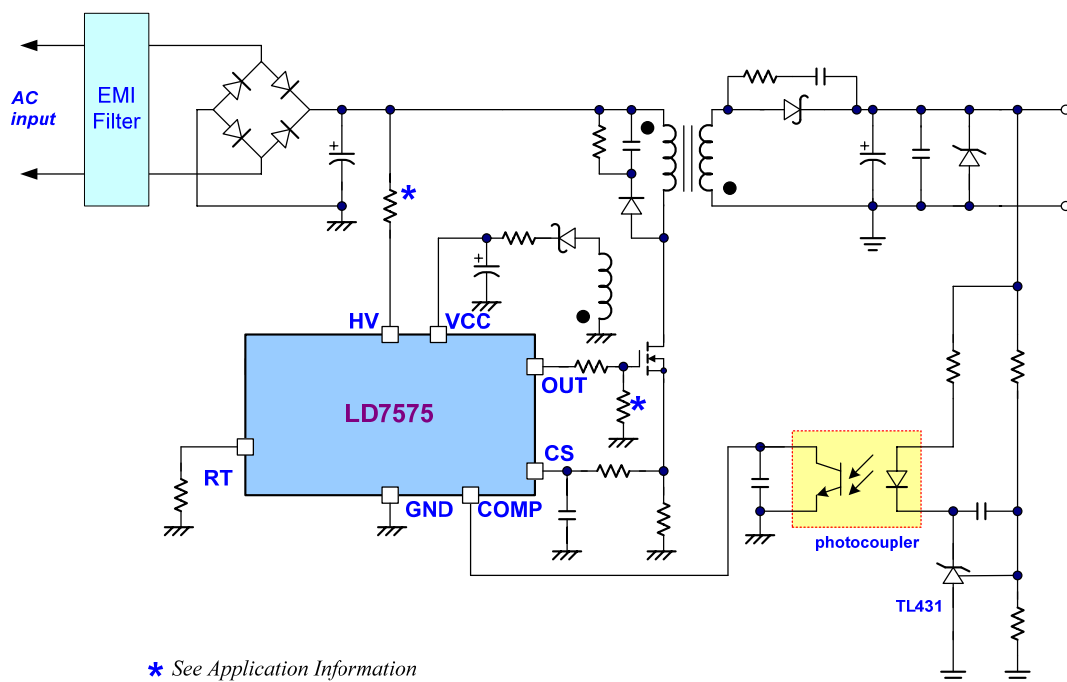 AC
input
EMI
Filter
*
HV
VCC
OUT
*
LD7575
RT
CS
GND
COMP
photocoupler
TL431
* See Application Information
+
+
+